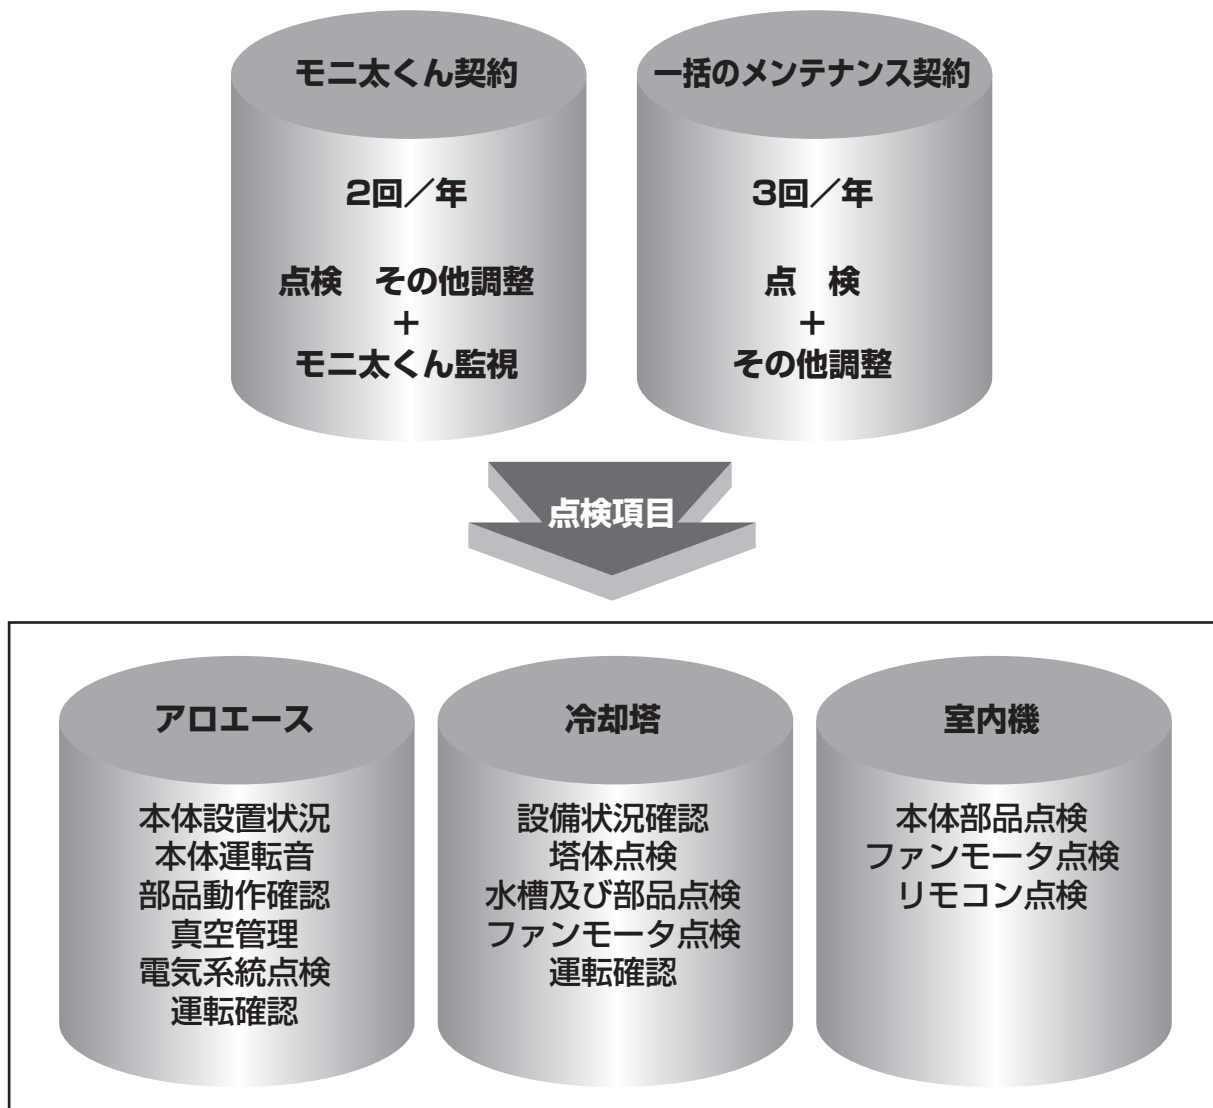 モニ太くん契約
2回／年
点検　その他調整
＋
モニ太くん監視
一括のメンテナンス契約
3回／年
点　検
＋
その他調整
点検項目
アロエース
本体設置状況
本体運転音
部品動作確認
真空管理
電気系統点検
運転確認
冷却塔
設備状況確認
塔体点検
水槽及び部品点検
ファンモータ点検
運転確認
室内機
本体部品点検
ファンモータ点検
リモコン点検